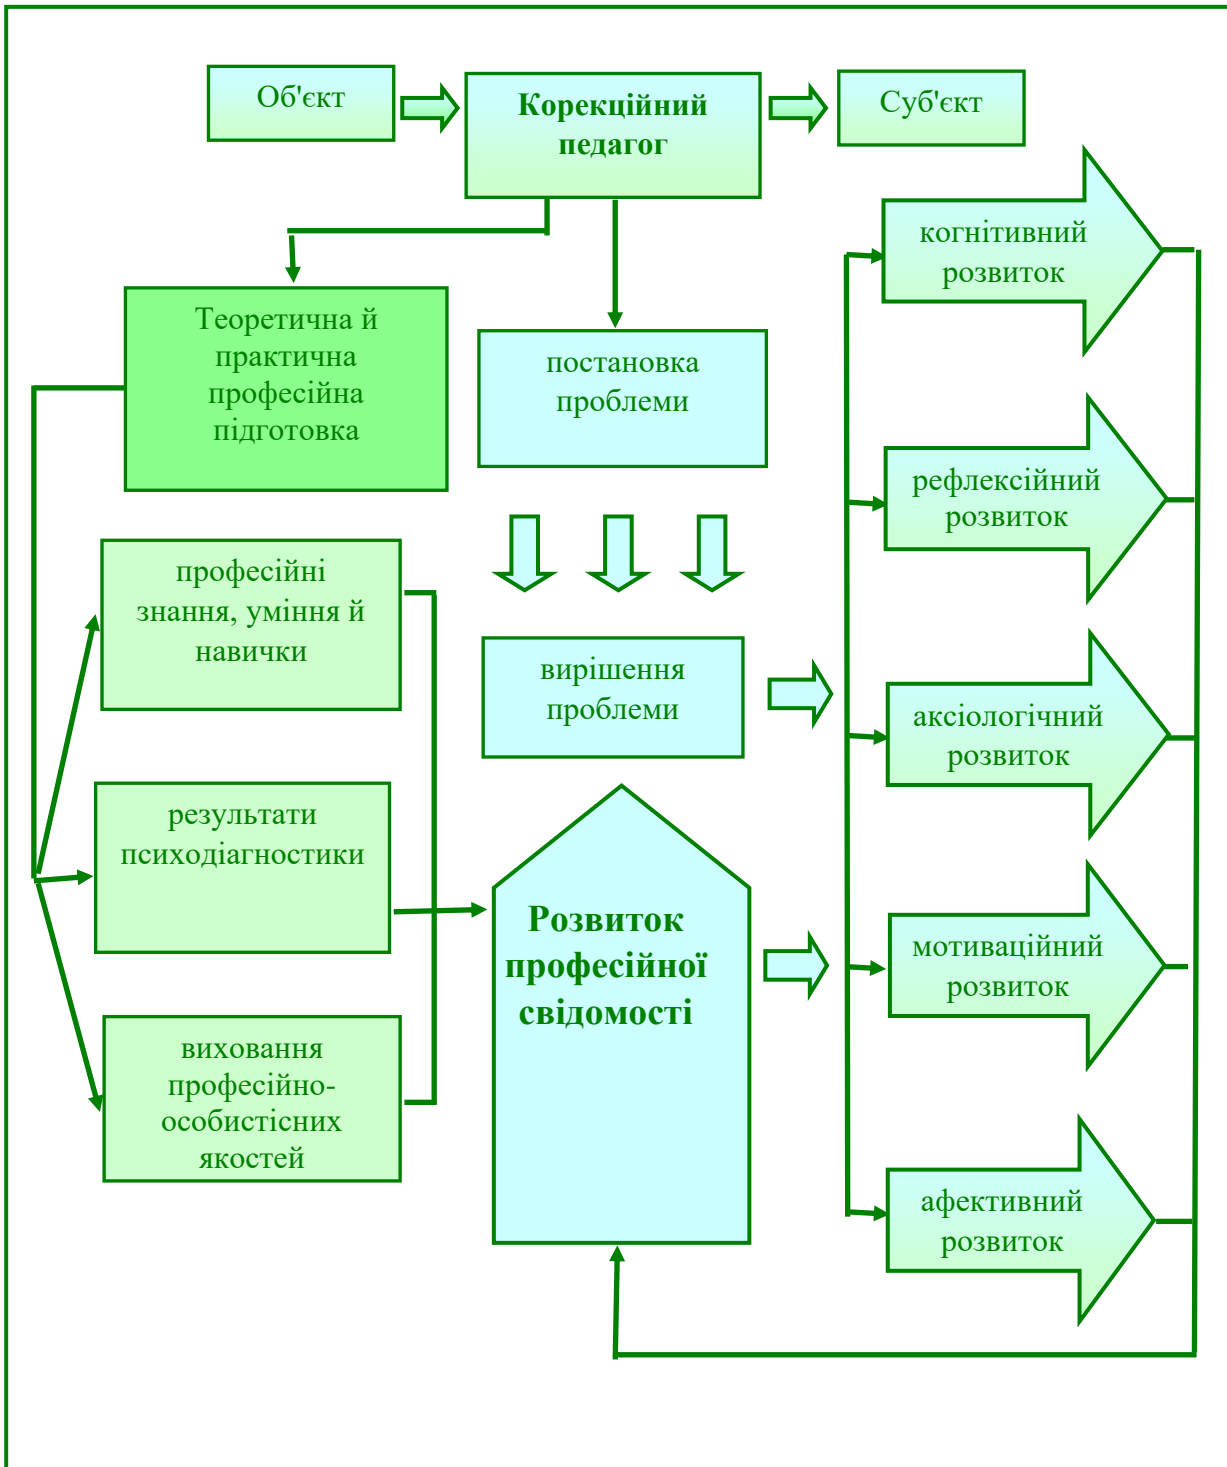 Об'єкт
Корекційний
педагог
Суб'єкт
когнітивний
розвиток
Теоретична й
практична
професійна
підготовка
постановка
проблеми
рефлексійний
розвиток
професійні
знання, уміння й
навички
вирішення
проблеми
аксіологічний
розвиток
результати
психодіагностики
Розвиток
професійної
свідомості
мотиваційний
розвиток
виховання
професійно-
особистісних
якостей
афективний
розвиток